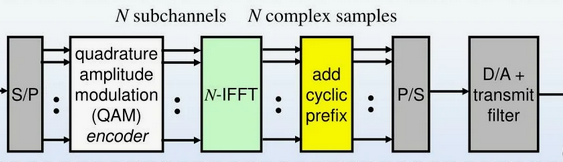 N subchannels N complex samples
S/P
quadrature
amplitude
modulation
(QAM)
encoder
N-IFFT
add
cyclic
prefix
P/S
D/A +
transmit
filter